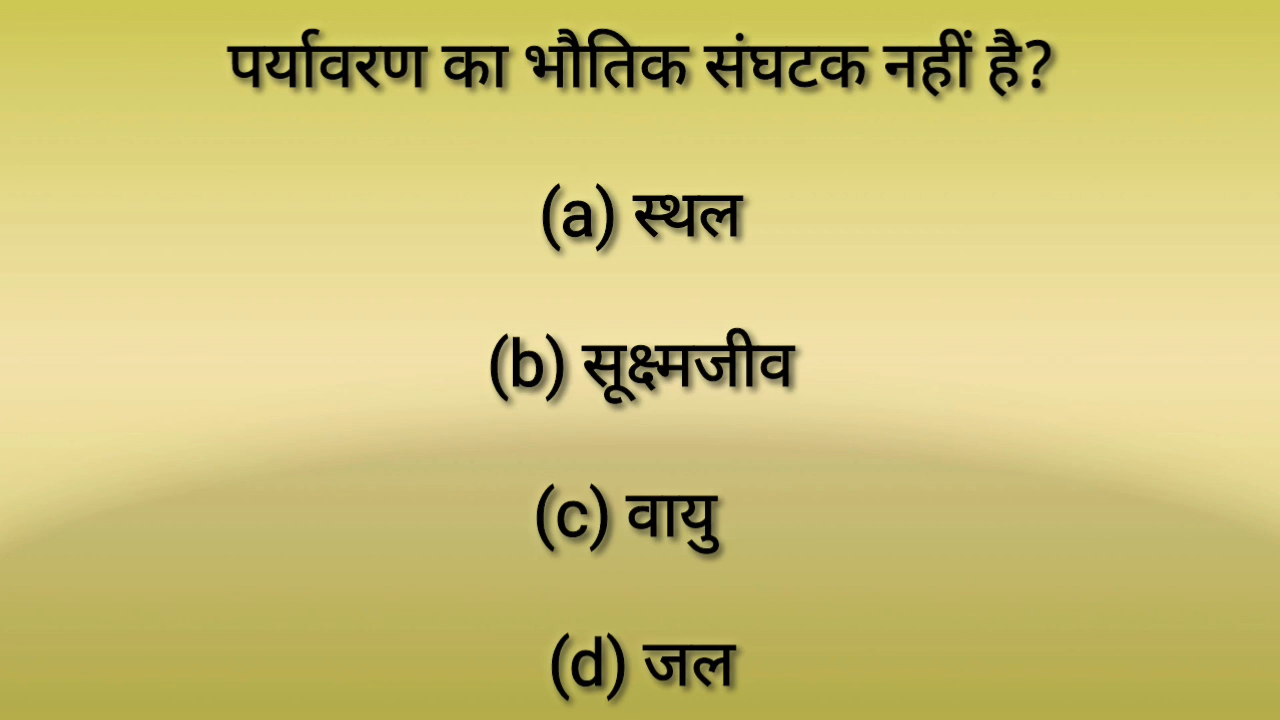 पर्यावरण का भौतिक संघटक नहीं है?
(a) स्थल
(b) सूक्ष्मजीव
(c) वायु
(d) जल